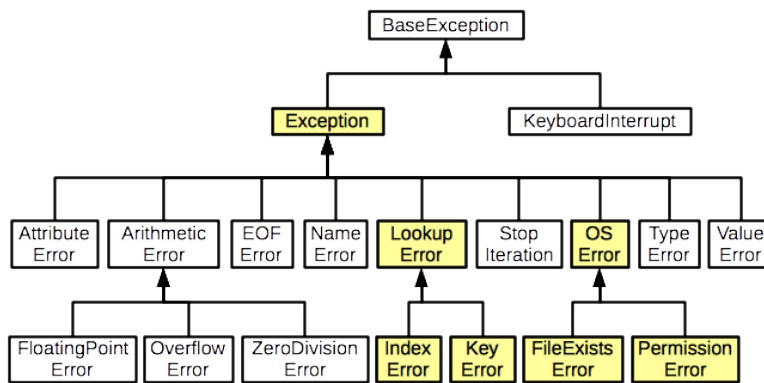 BaseException
Exception
KeyboardInterrupt
Attribute
Error
Arithmetic
Error
EOF
Error
Name
Error
Lookup
Error
Stop
Iteration
OS
Error
Type
Error
Value
Error
FloatingPoint
Error
Overflow
Error
ZeroDivision
Error
Index
Error
Key
Error
FileExists
Error
Permission
Error